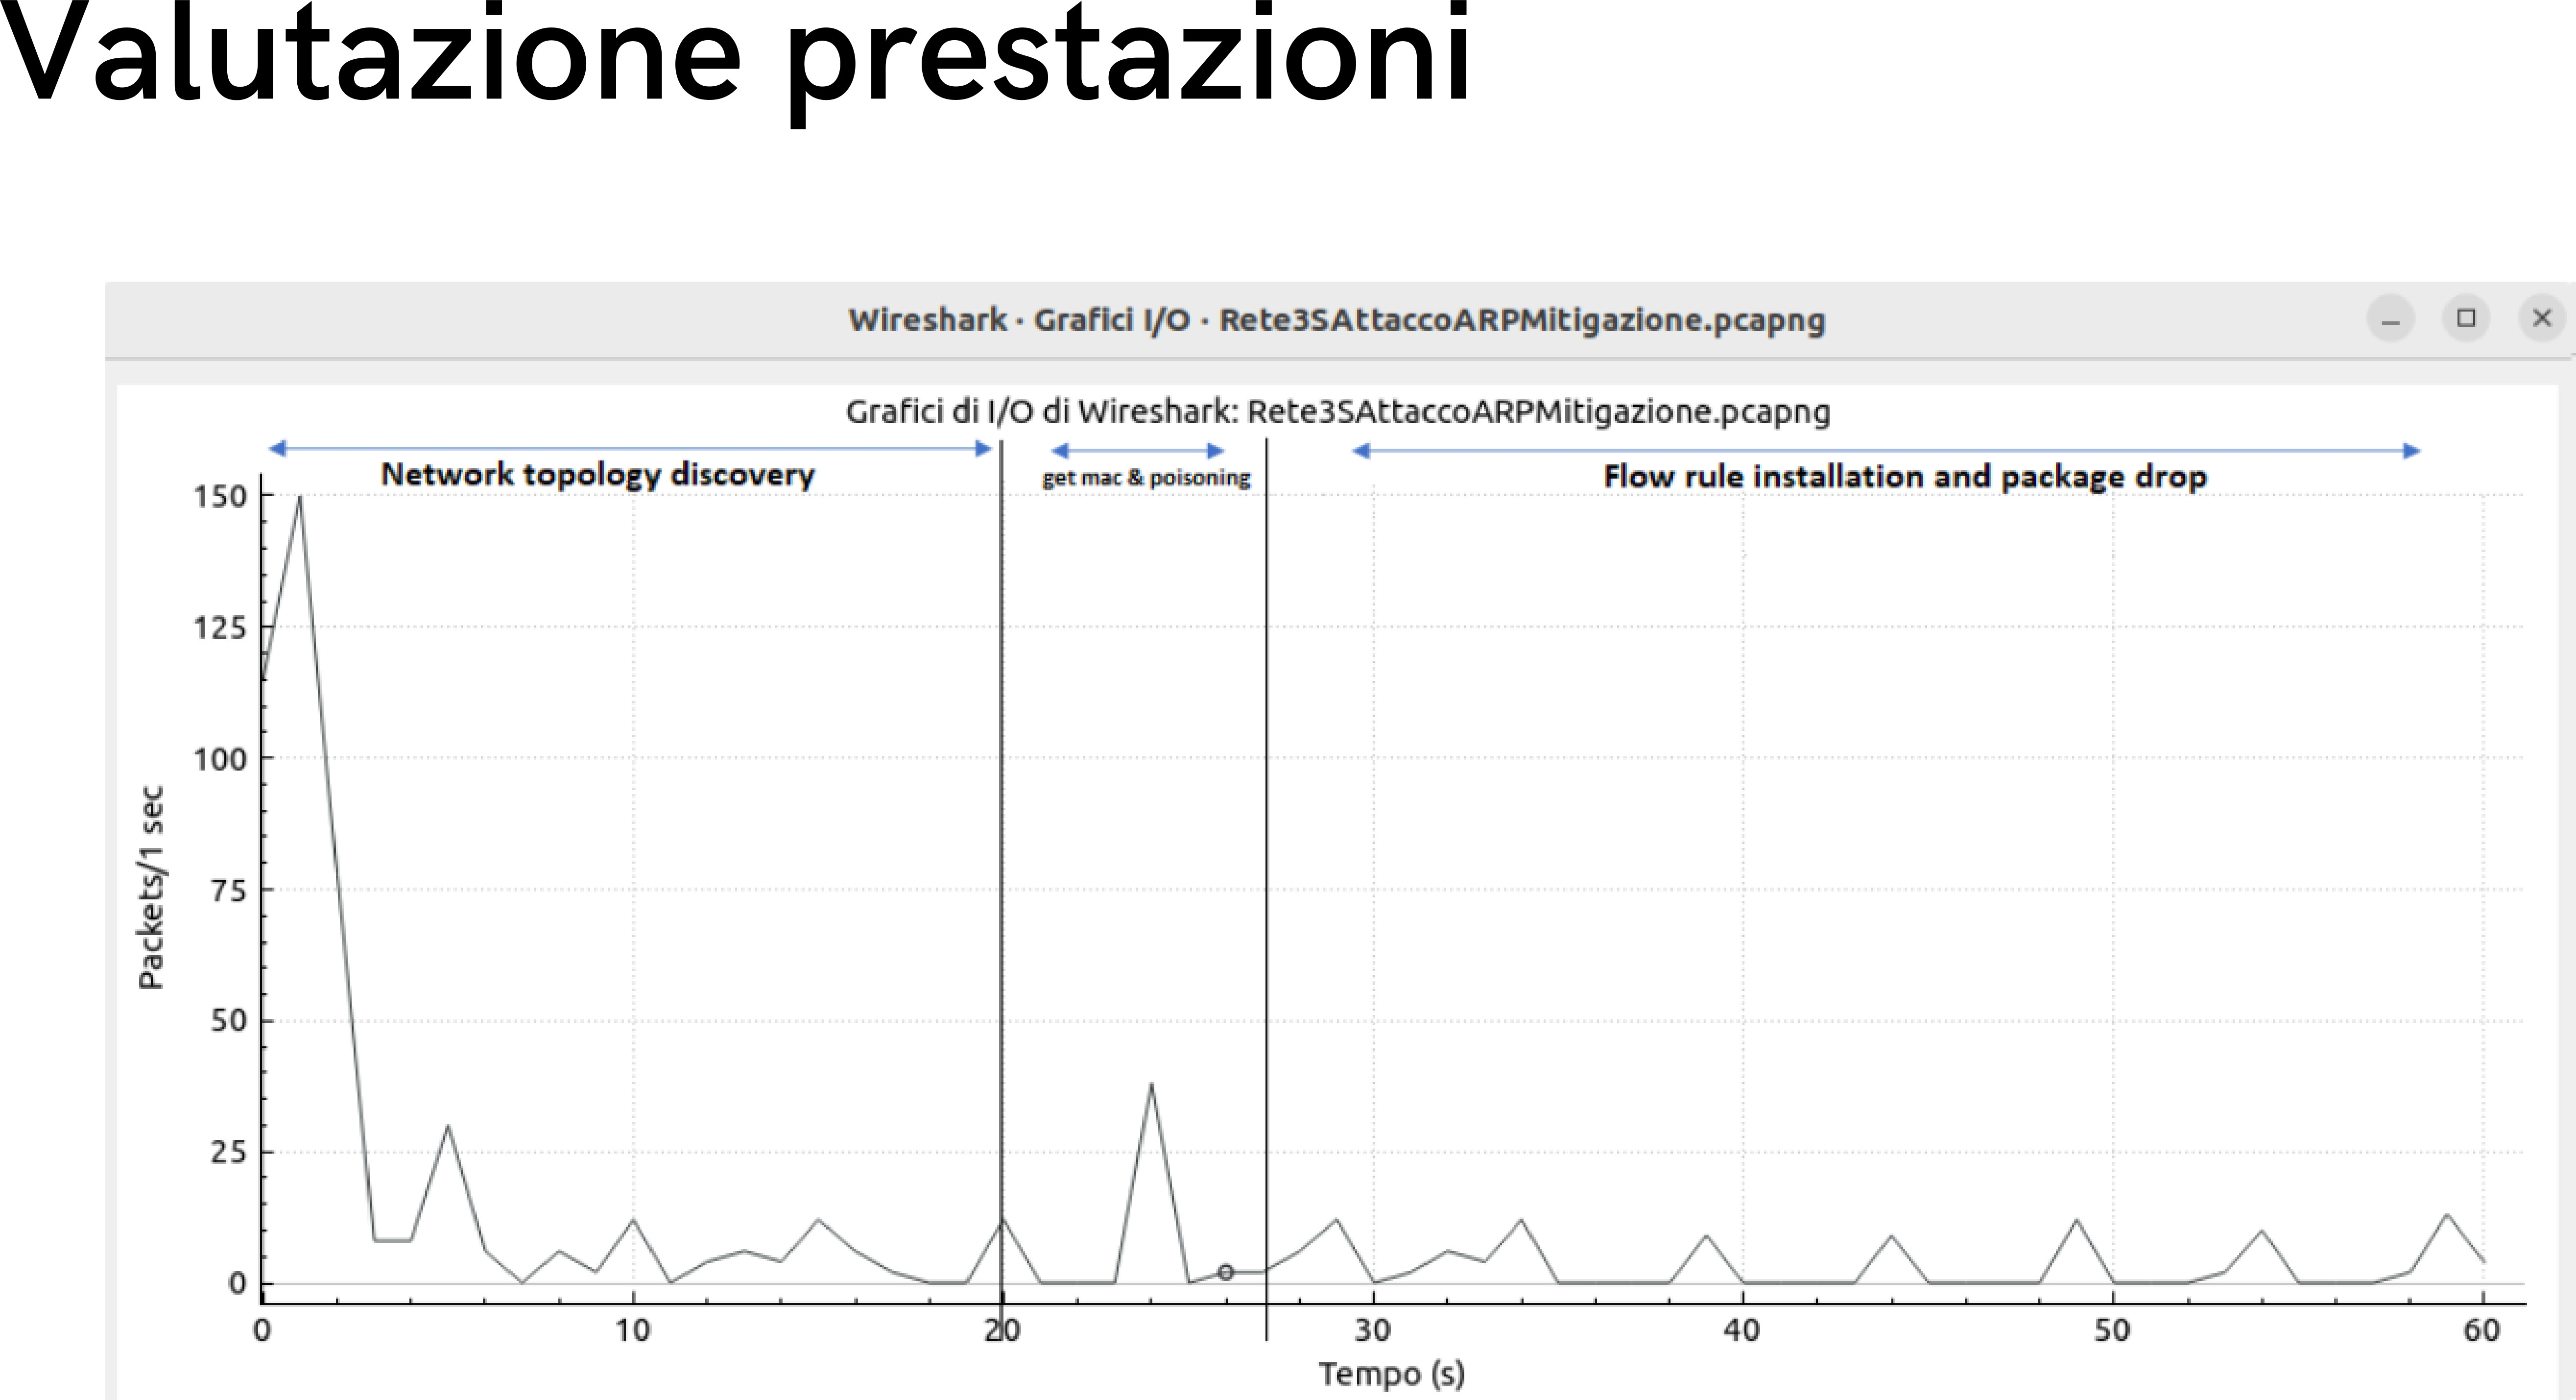 Valutazione prestazioni
Wireshark · Grafici I/O · Rete3SAttaccoARPMitigazione.pcapng
Grafici di I/O di Wireshark: Rete3SAttaccoARPMitigazione.pcapng
Network topology discovery
get mac & poisoning
Flow rule installation and package drop
150
125
100
75
50
25
0
Packets/1 sec
0 10 20 30 40 50 60
Tempo (s)